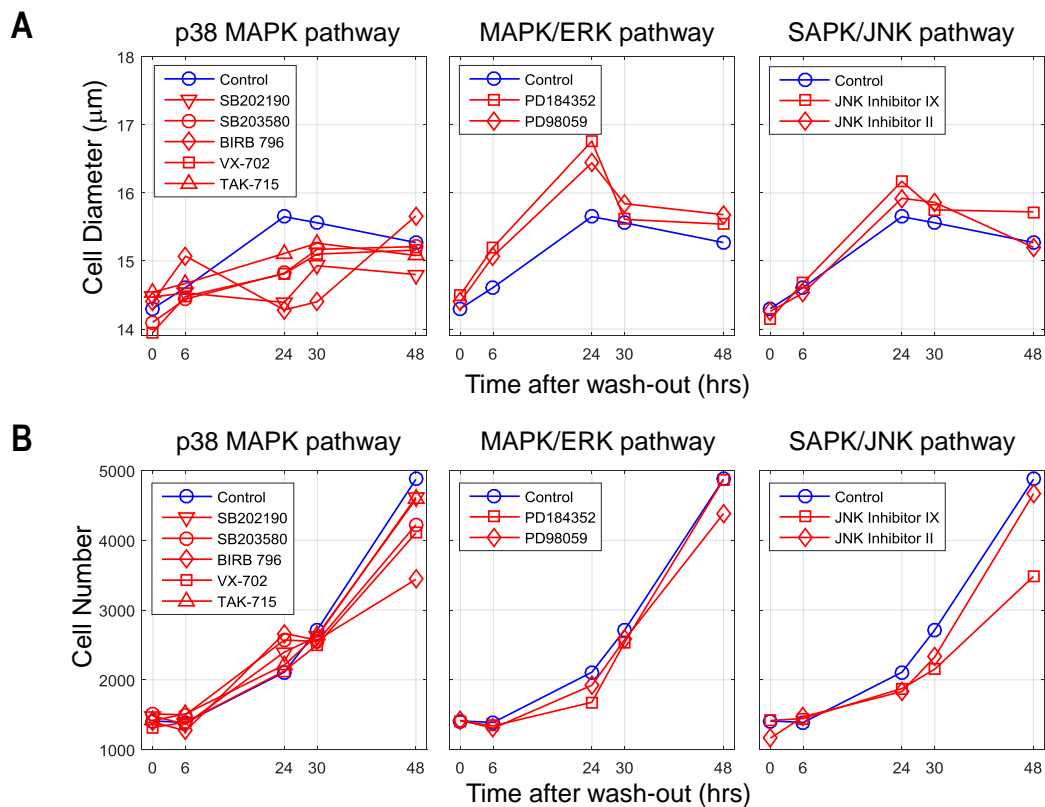 A
p38 MAPK pathway
MAPK/ERK pathway
SAPK/JNK pathway
Cell Diameter (μm)
18
17
16
15
14
Control
SB202190
SB203580
BIRB 796
VX-702
TAK-715
Control
PD184352
PD98059
Control
JNK Inhibitor IX
JNK Inhibitor II
0 6 24 30 48
0 6 24 30 48
0 6 24 30 48
Time after wash-out (hrs)
B
p38 MAPK pathway
MAPK/ERK pathway
SAPK/JNK pathway
Cell Number
5000
4000
3000
2000
1000
Control
SB202190
SB203580
BIRB 796
VX-702
TAK-715
Control
PD184352
PD98059
Control
JNK Inhibitor IX
JNK Inhibitor II
0 6 24 30 48
0 6 24 30 48
0 6 24 30 48
Time after wash-out (hrs)